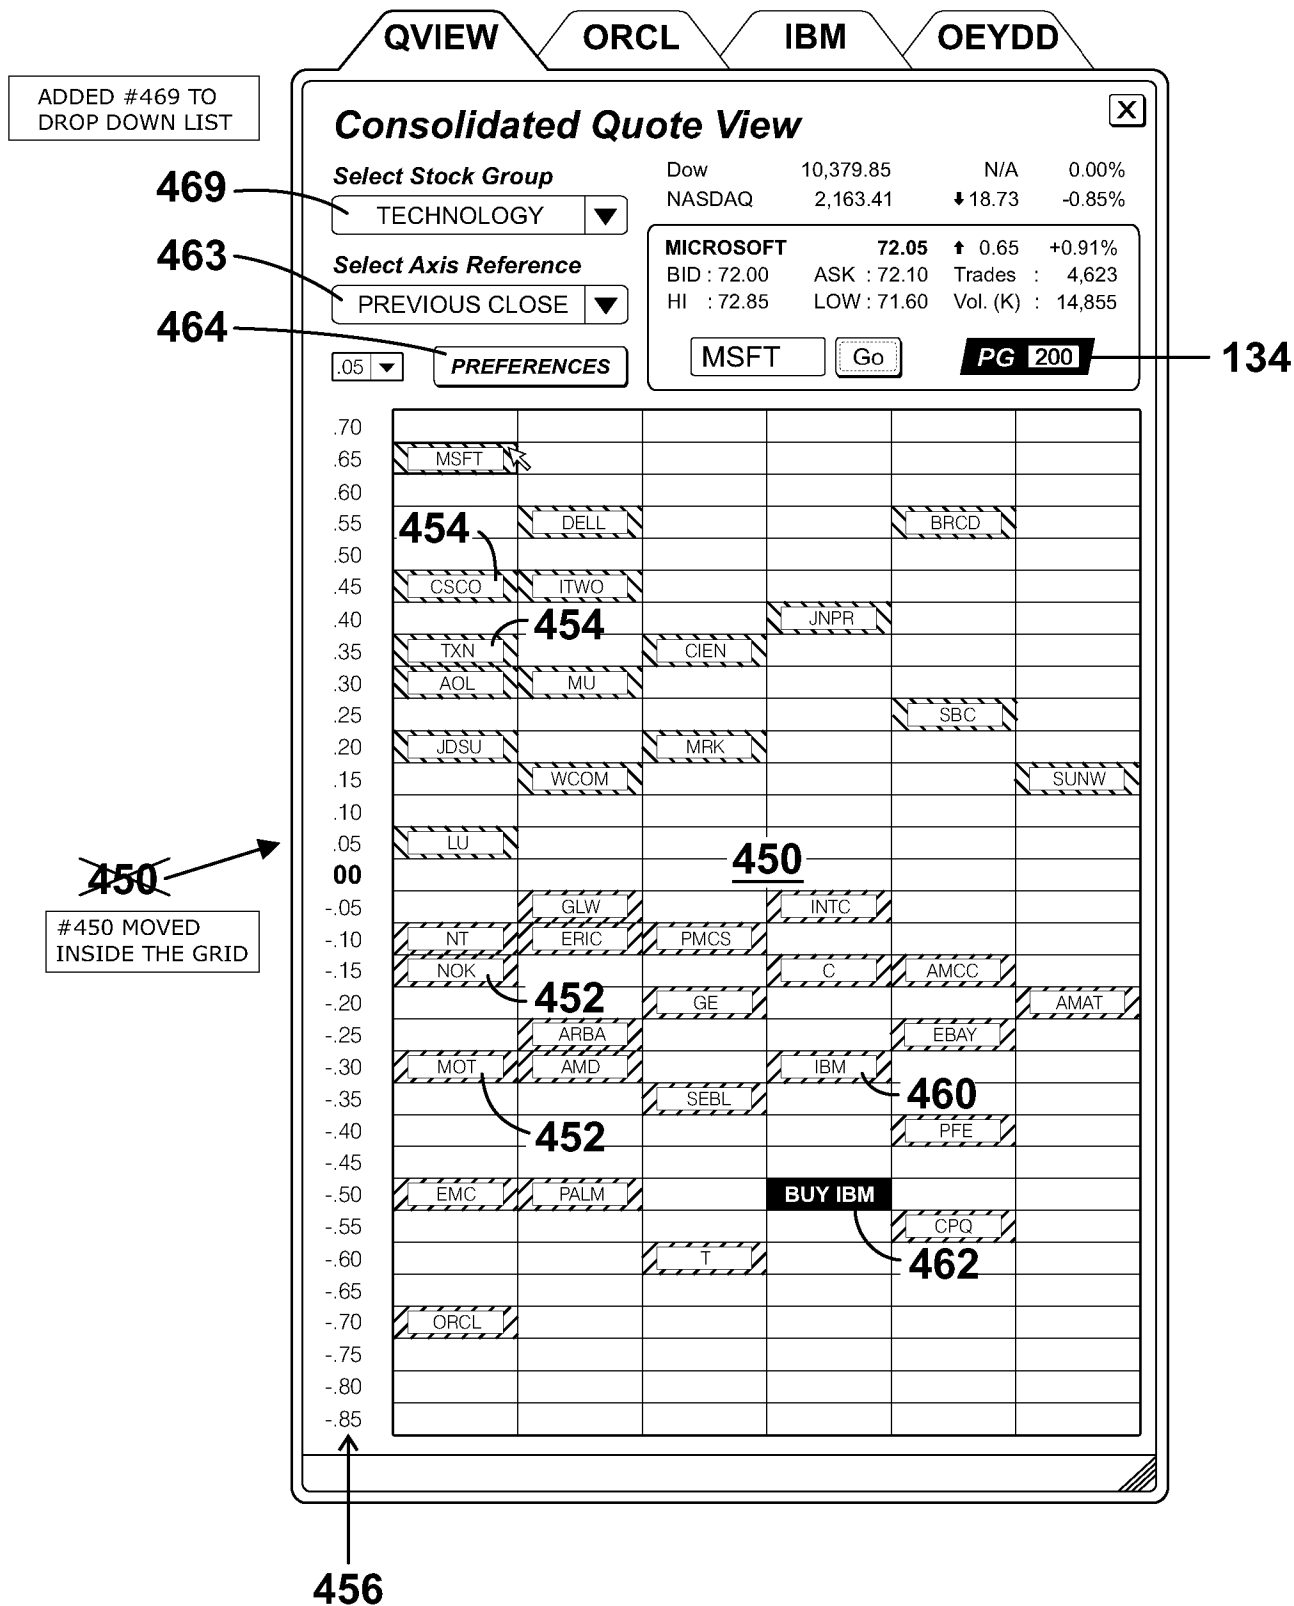 QVIEW ORCL IBM OEYDD
ADDED #469 TO
DROP DOWN LIST
X
Consolidated Quote View
469
Select Stock Group
TECHNOLOGY
463
Select Axis Reference
PREVIOUS CLOSE
464
.05 PREFERENCES
Dow 10,379.85 N/A 0.00%
NASDAQ 2,163.41 18.73 -0.85%
MICROSOFT 72.05 0.65 +0.91%
BID : 72.00 ASK : 72.10 Trades : 4,623
HI : 72.85 LOW : 71.60 Vol. (K) : 14,855
MSFT Go PG 200
134
.70
.65 MSFT
.60
.55 DELL BRCD
454
.50
.45 CSCO ITWO
.40 JNPR
454
.35 TXN CIEN
.30 AOL MU
.25 SBC
.20 JDSU MRK
.15 WCOM SUNW
.10
.05 LU
450
00
450
#450 MOVED
INSIDE THE GRID
-.05 GLW INTC
-.10 NT ERIC PMCS
-.15 NOK C AMCC
452
-.20 GE AMAT
-.25 ARBA EBAY
-.30 MOT AMD IBM
460
-.35 SEBL
-.40 PFE
452
-.45
-.50 EMC PALM BUY IBM
-.55 CPQ
-.60 T
462
-.65
-.70 ORCL
-.75
-.80
-.85
456